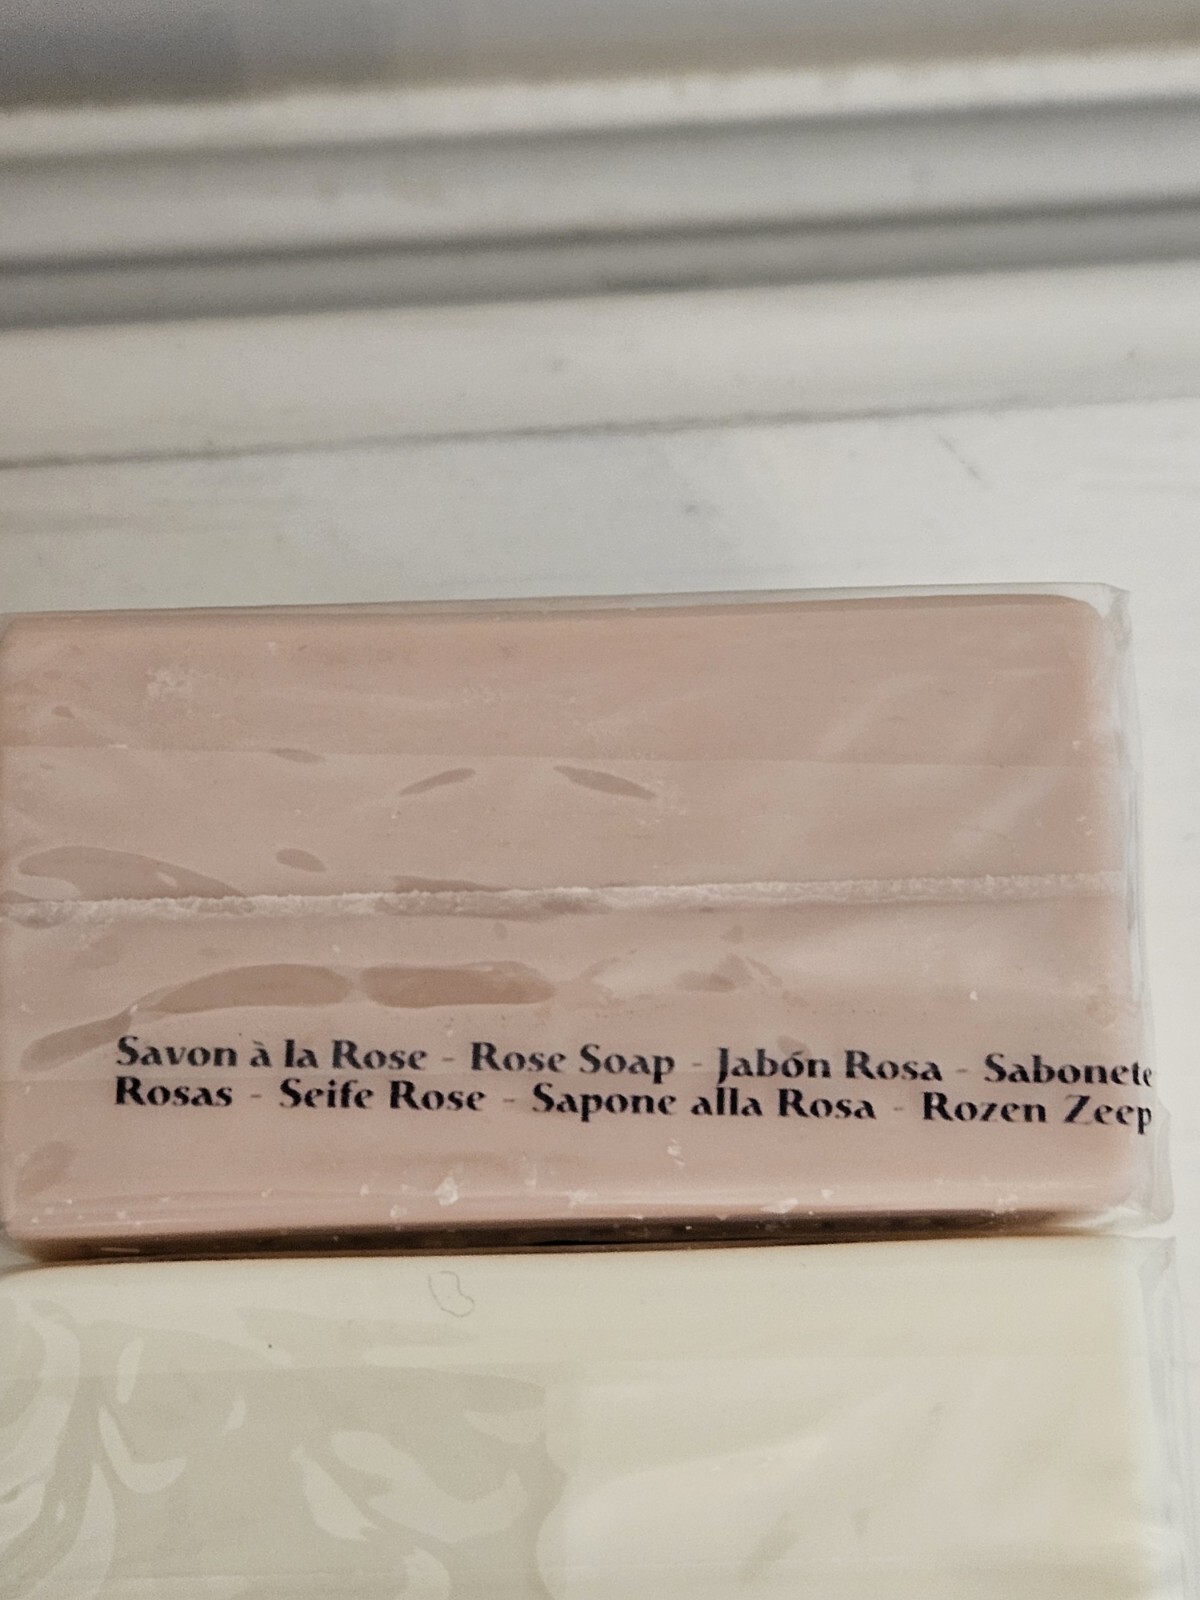 Savon à la Rose - Rose Soap - Jabón Rosa - Sabonete
Rosas - Seife Rose - Sapone alla Rosa - Rozen Zeep